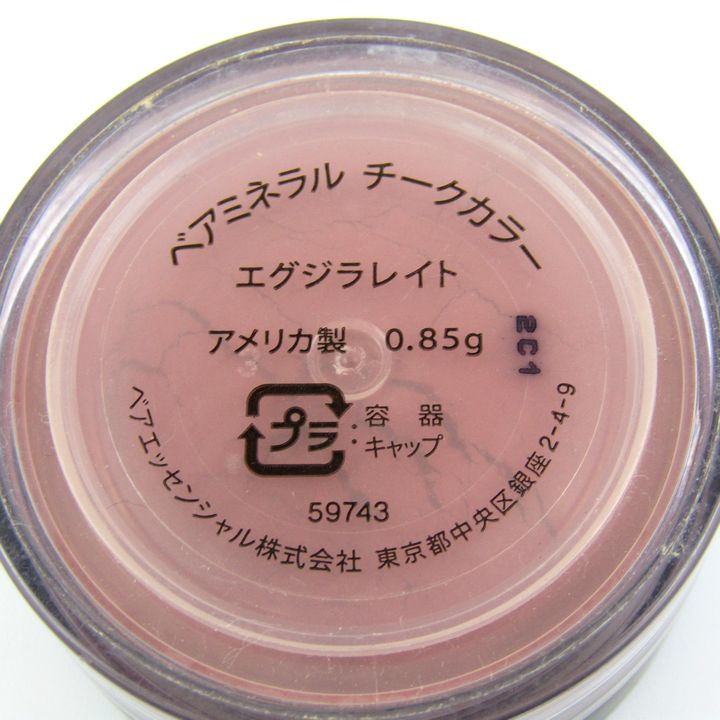 ベアミネラル チークカラー
エグジラレイト
アメリカ製 0.85g
2C1
プラ :容器
キャップ
59743
ベアエッセンシャル株式会社 東京都中央区銀座2-4-9